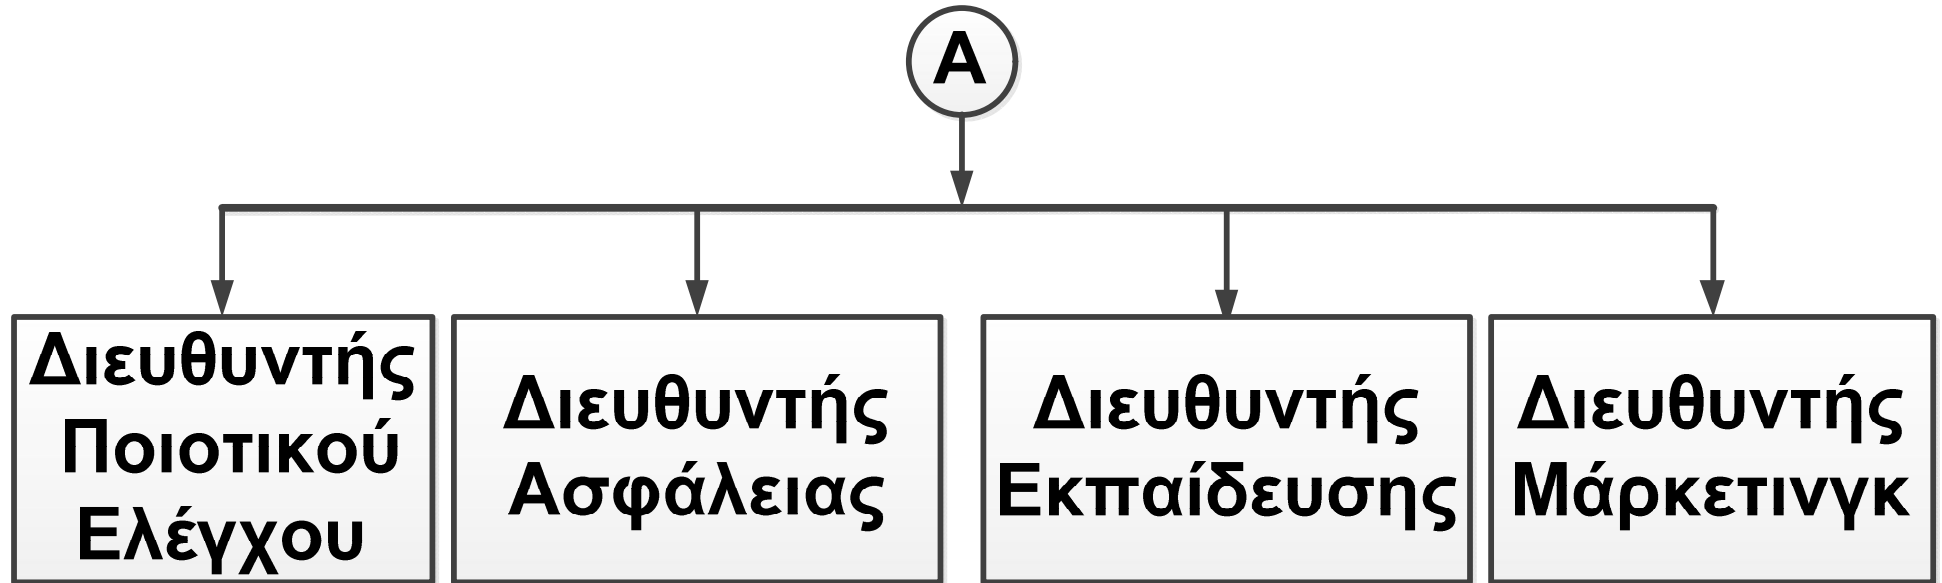 Α
Διευθυντής
Ποιοτικού
Ελέγχου
Διευθυντής
Ασφάλειας
Διευθυντής
Εκπαίδευσης
Διευθυντής
Μάρκετινγκ